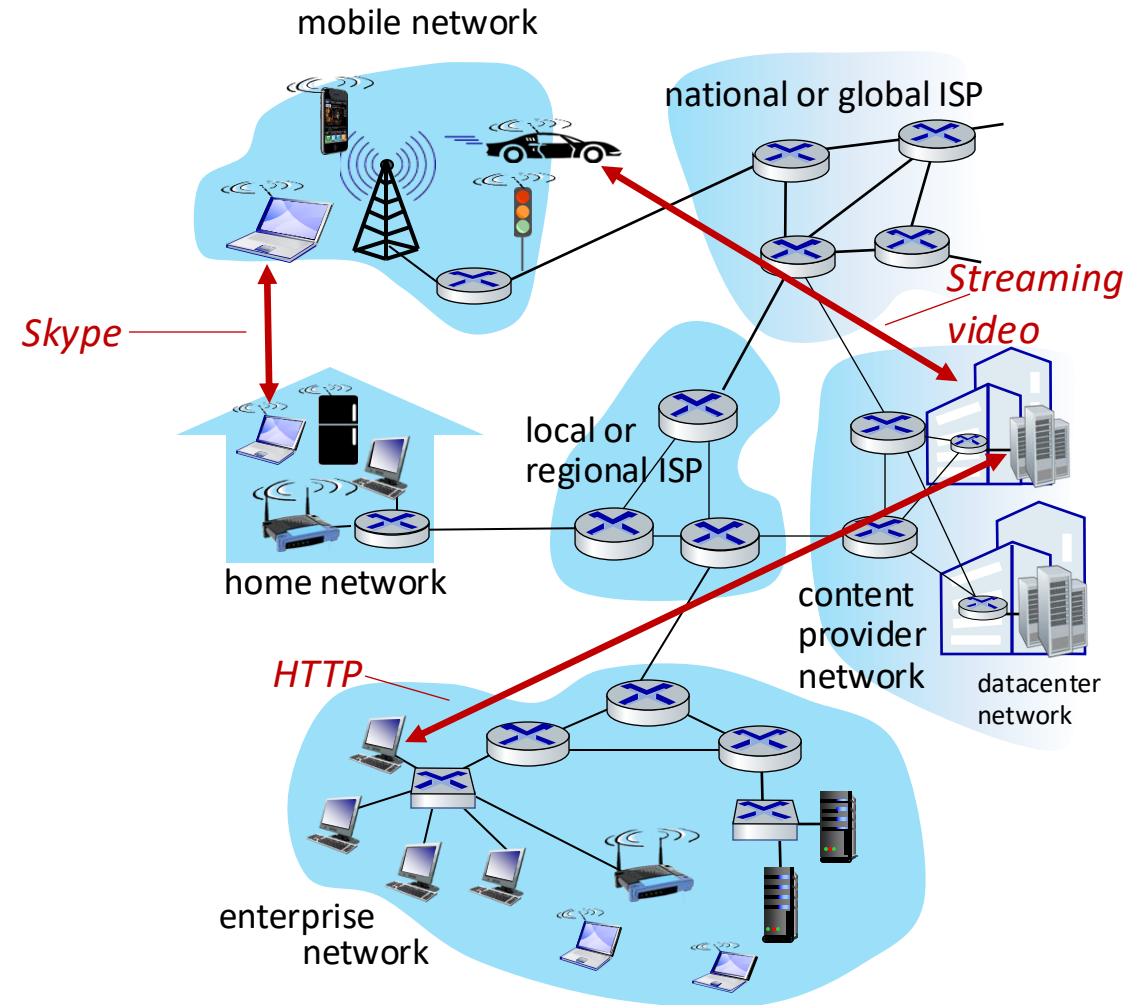 mobile network
national or global ISP
Streaming
video
Skype
local or
regional ISP
home network
content
provider
network
datacenter
network
HTTP
enterprise
network